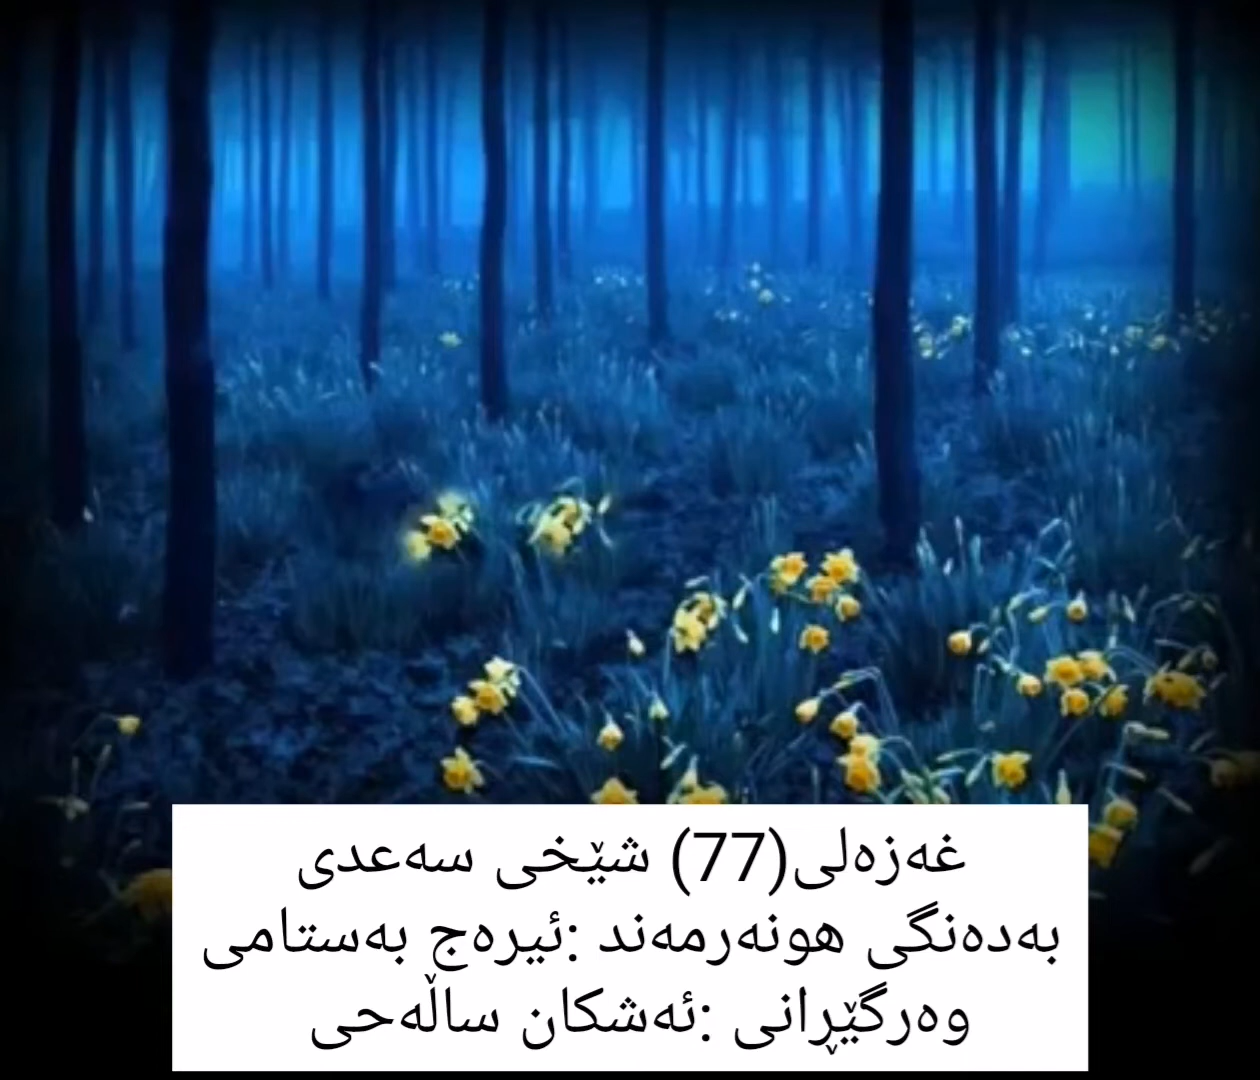 غەزەلی(77) شێخی سەعدی
بەدەنگی هونەرمەند :ئیرەج بەستامی
وەرگێڕانی :ئەشکان ساڵەحی